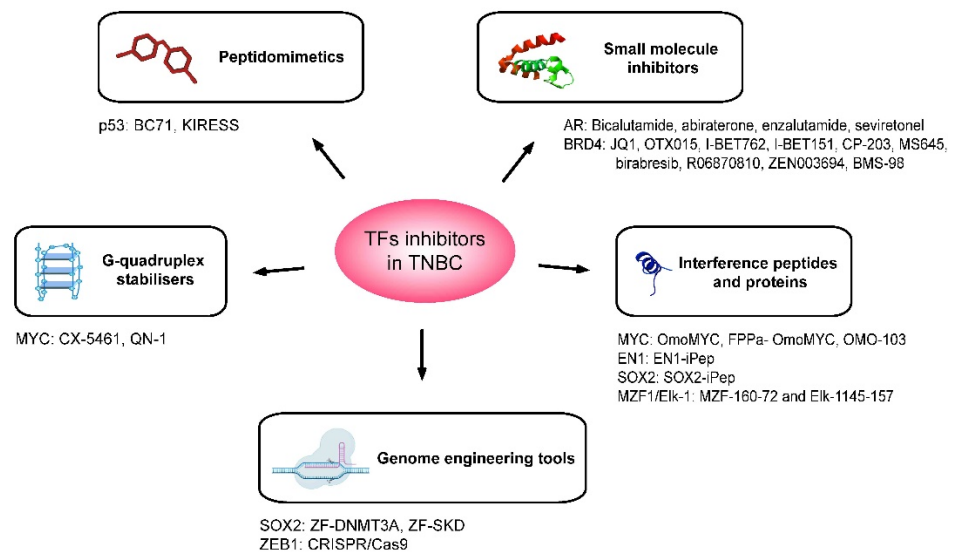 Peptidomimetics
p53: BC71, KIRESS
Small molecule
inhibitors
AR: Bicalutamide, abiraterone, enzalutamide, seviretonel
BRD4: JQ1, OTX015, I-BET762, I-BET151, CP-203, MS645,
birabresib, R06870810, ZEN003694, BMS-98
TFs inhibitors
in TNBC
G-quadruplex
stabilisers
MYC: CX-5461, QN-1
Interference peptides
and proteins
MYC: OmoMYC, FPPa- OmoMYC, OMO-103
EN1: EN1-iPep
SOX2: SOX2-iPep
MZF1/Elk-1: MZF-160-72 and Elk-1145-157
Genome engineering tools
SOX2: ZF-DNMT3A, ZF-SKD
ZEB1: CRISPR/Cas9